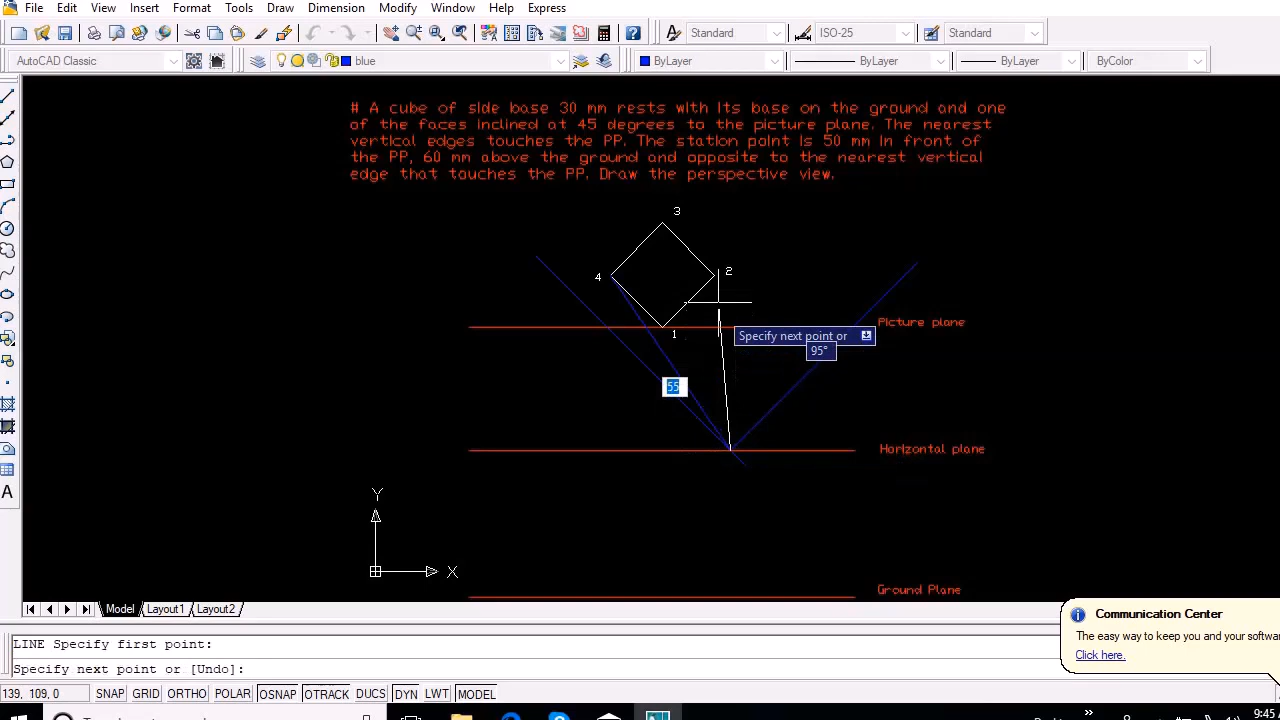 File Edit View Insert Format Tools Draw Dimension Modify Window Help Express
Standard ISO-25 Standard
AutoCAD Classic blue ByLayer ByLayer ByLayer ByColor
# A cube of side base 30 mm rests with its base on the ground and one
of the faces inclined at 45 degrees to the picture plane. The nearest
vertical edges touches the PP. The station point is 50 mm in front of
the PP, 60 mm above the ground and opposite to the nearest vertical
edge that touches the PP. Draw the perspective view.
3
4
2
1
Picture plane
Specify next point or
95°
55
Horizontal plane
Y
X
Ground Plane
A
Model Layout1 Layout2
LINE Specify first point:
Specify next point or [Undo]:
Communication Center
The easy way to keep you and your softwa
Click here.
139, 109, 0 SNAP GRID ORTHO POLAR OSNAP OTRACK DUCS DYN LWT MODEL
9:45